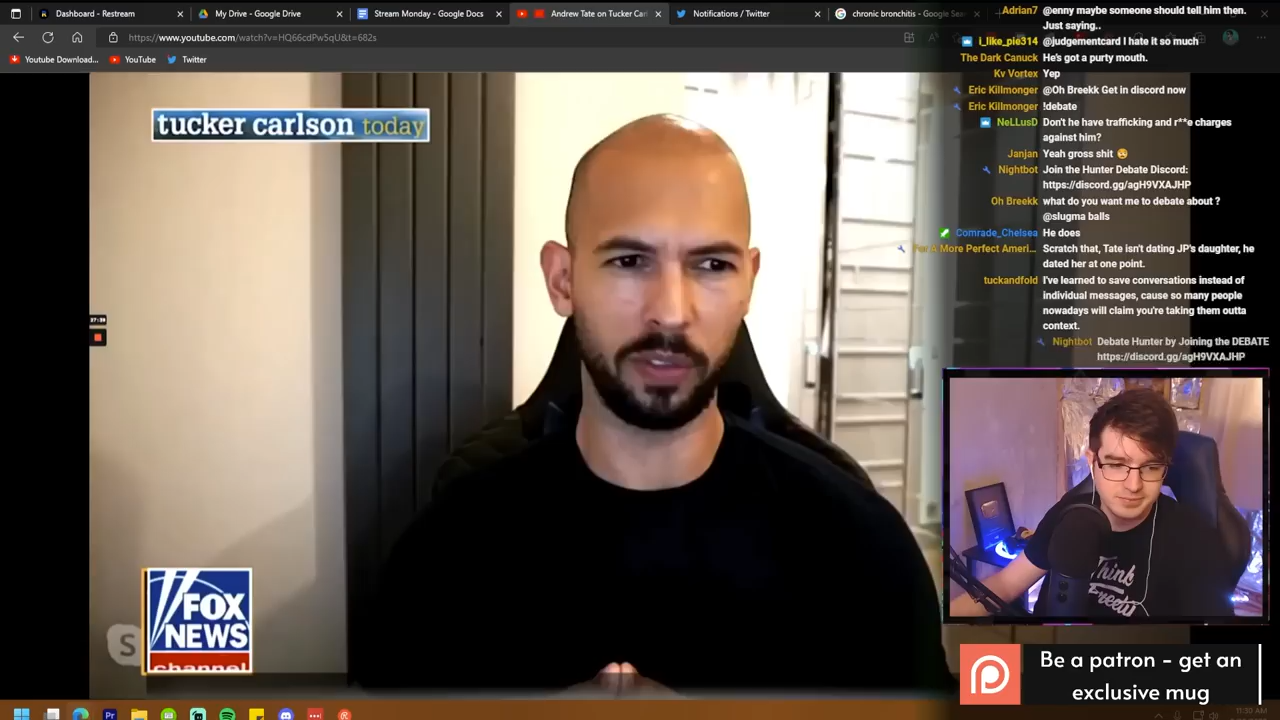 Dashboard - Restream
My Drive - Google Drive
Stream Monday - Google Docs
Andrew Tate on Tucker Carl
Notifications / Twitter
chronic bronchitis - Google Sea
https://www.youtube.com/watch?v=HQ66cdPw5qU&t=682s
Youtube Download...
YouTube
Twitter
tucker carlson today
27:39
S
FOX
NEWS
channel
Adrian7 @enny maybe someone should tell him then.
Just saying..
i_like_pie314 @judgementcard I hate it so much
The Dark Canuck He's got a purty mouth.
Kv Vortex Yep
Eric Killmonger @Oh Breekk Get in discord now
Eric Killmonger !debate
NeLLusD Don't he have trafficking and r**e charges
against him?
Janjan Yeah gross shit
Nightbot Join the Hunter Debate Discord:
https://discord.gg/agH9VXAJHP
Oh Breekk what do you want me to debate about ?
@slugma balls
Comrade_Chelsea He does
For A More Perfect Ameri... Scratch that, Tate isn't dating JP's daughter, he
dated her at one point.
tuckandfold I've learned to save conversations instead of
individual messages, cause so many people
nowadays will claim you're taking them outta
context.
Nightbot Debate Hunter by Joining the DEBATE
https://discord.gg/agH9VXAJHP
Think
Freely
Be a patron - get an
exclusive mug
11:30 AM